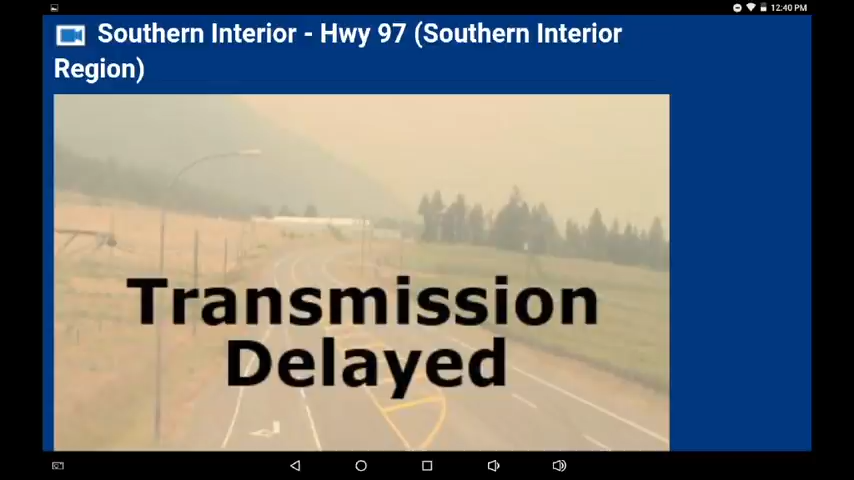 12:40 PM
Southern Interior - Hwy 97 (Southern Interior
Region)
Transmission
Delayed